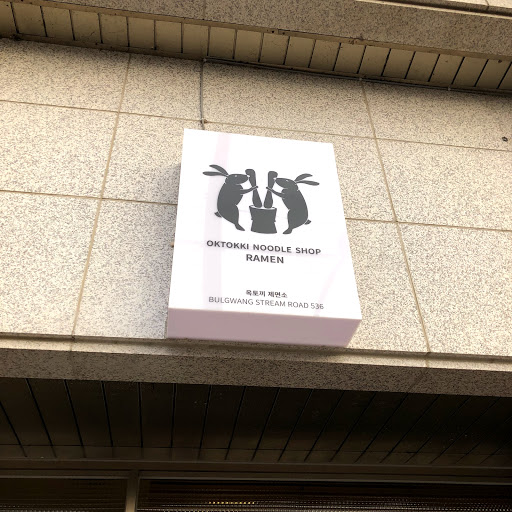 OKTOKKI NOODLE SHOP
RAMEN
옥토끼 제면소
BULGWANG STREAM ROAD 536